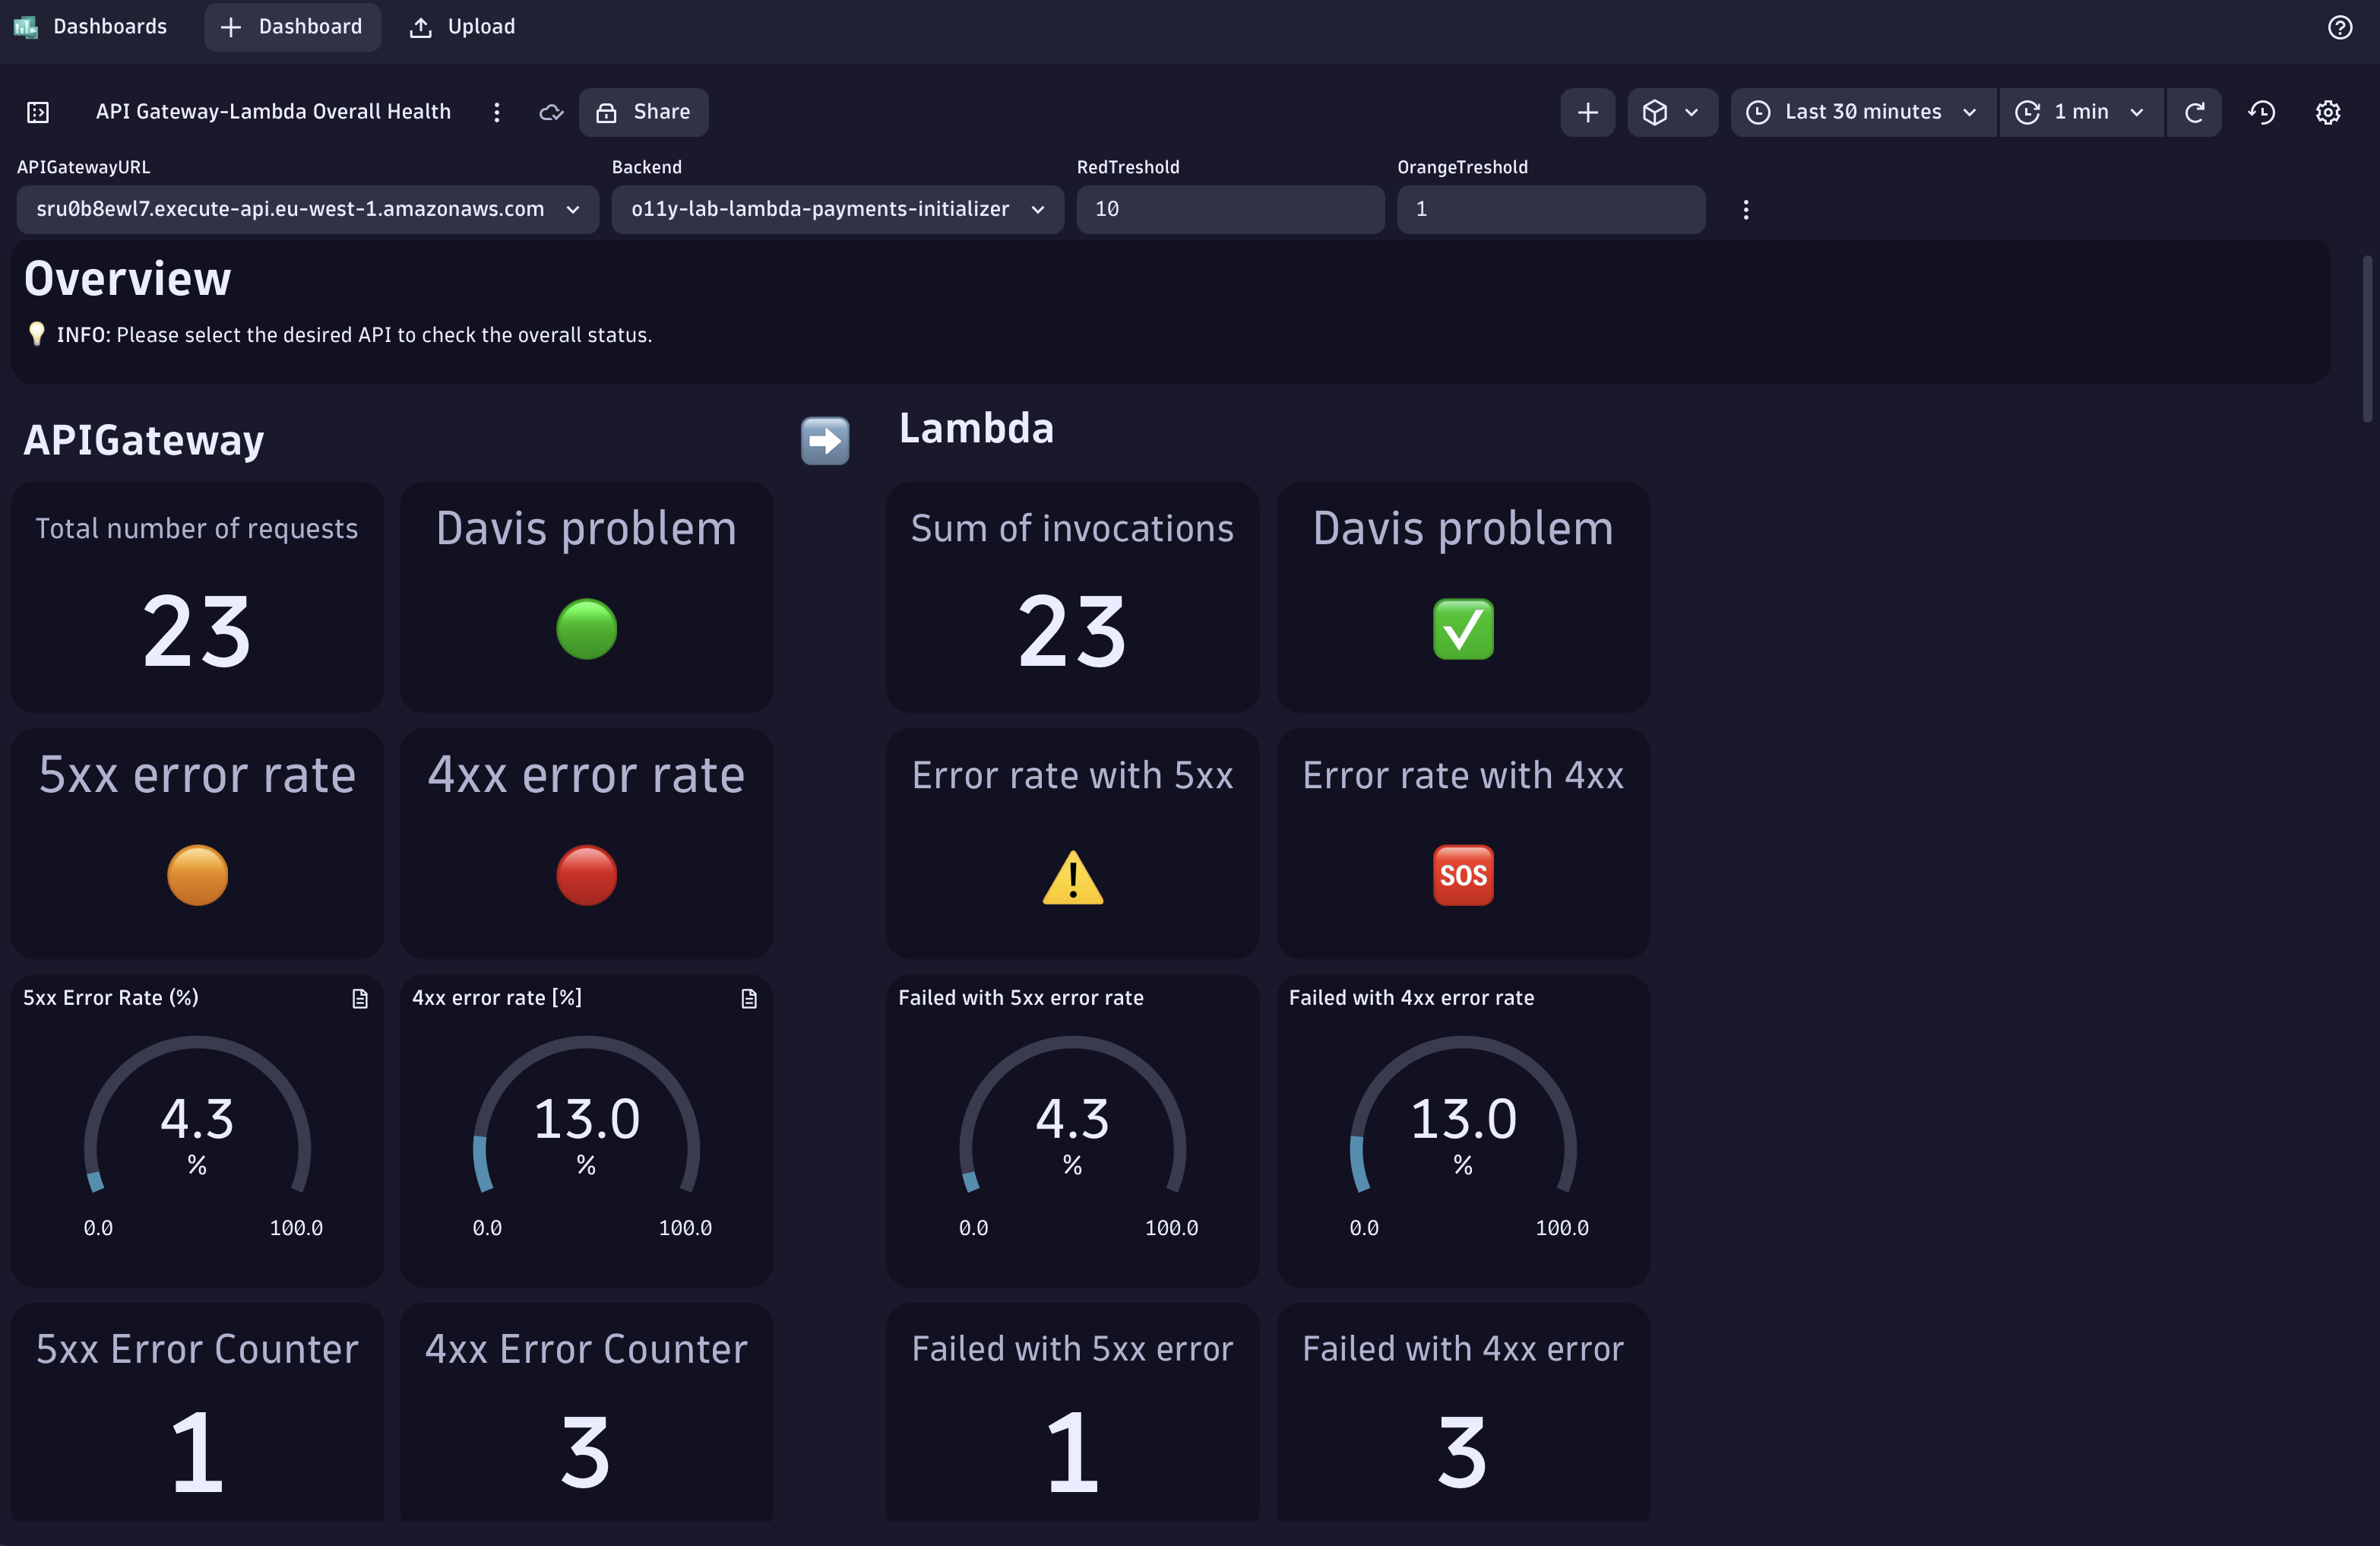 Dashboards
Dashboard
Upload
API Gateway-Lambda Overall Health
Share
Last 30 minutes
1 min
APIGatewayURL
Backend
RedTreshold
OrangeTreshold
sru0b8ewl7.execute-api.eu-west-1.amazonaws.com
o11y-lab-lambda-payments-initializer
10
1
Overview
INFO: Please select the desired API to check the overall status.
APIGateway
Lambda
Total number of requests
Davis problem
Sum of invocations
Davis problem
23
23
5xx error rate
4xx error rate
Error rate with 5xx
Error rate with 4xx
SOS
5xx Error Rate (%)
4xx error rate [%]
Failed with 5xx error rate
Failed with 4xx error rate
4.3
%
0.0
100.0
13.0
%
0.0
100.0
4.3
%
0.0
100.0
13.0
%
0.0
100.0
5xx Error Counter
4xx Error Counter
Failed with 5xx error
Failed with 4xx error
1
3
1
3